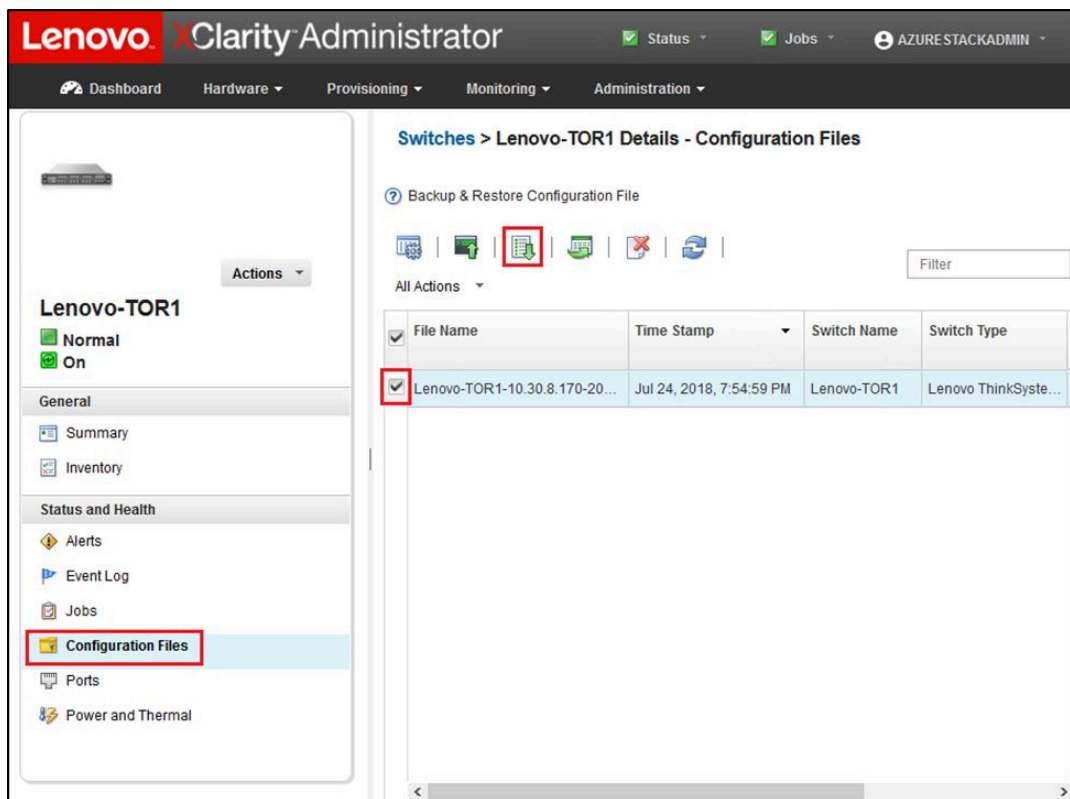 Lenovo. XClarity Administrator
Status
Jobs
AZURESTACKADMIN
Dashboard
Hardware
Provisioning
Monitoring
Administration
Actions
Lenovo-TOR1
Normal
On
General
Summary
Inventory
Status and Health
Alerts
Event Log
Jobs
Configuration Files
Ports
Power and Thermal
Switches > Lenovo-TOR1 Details - Configuration Files
? Backup & Restore Configuration File
All Actions
Filter
File Name
Time Stamp
Switch Name
Switch Type
Lenovo-TOR1-10.30.8.170-20...
Jul 24, 2018, 7:54:59 PM
Lenovo-TOR1
Lenovo ThinkSyste...